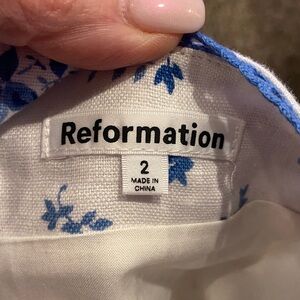 Reformation
2
MADE IN
CHINA